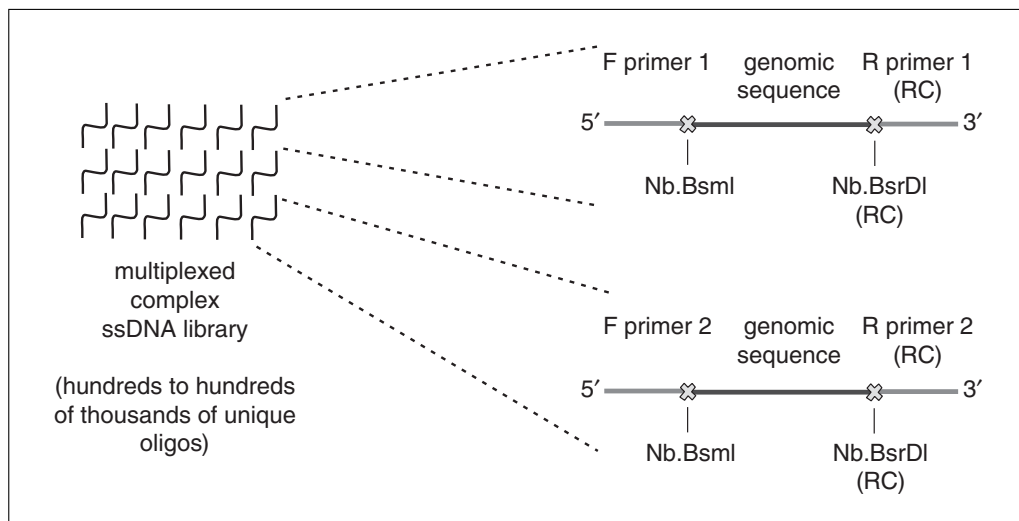 F primer 1 genomic sequence R primer 1 (RC)
5′ 3′
Nb.BsmI Nb.BsrDI (RC)
multiplexed
complex
ssDNA library
(hundreds to hundreds
of thousands of unique
oligos)
F primer 2 genomic sequence R primer 2 (RC)
5′ 3′
Nb.BsmI Nb.BsrDI (RC)